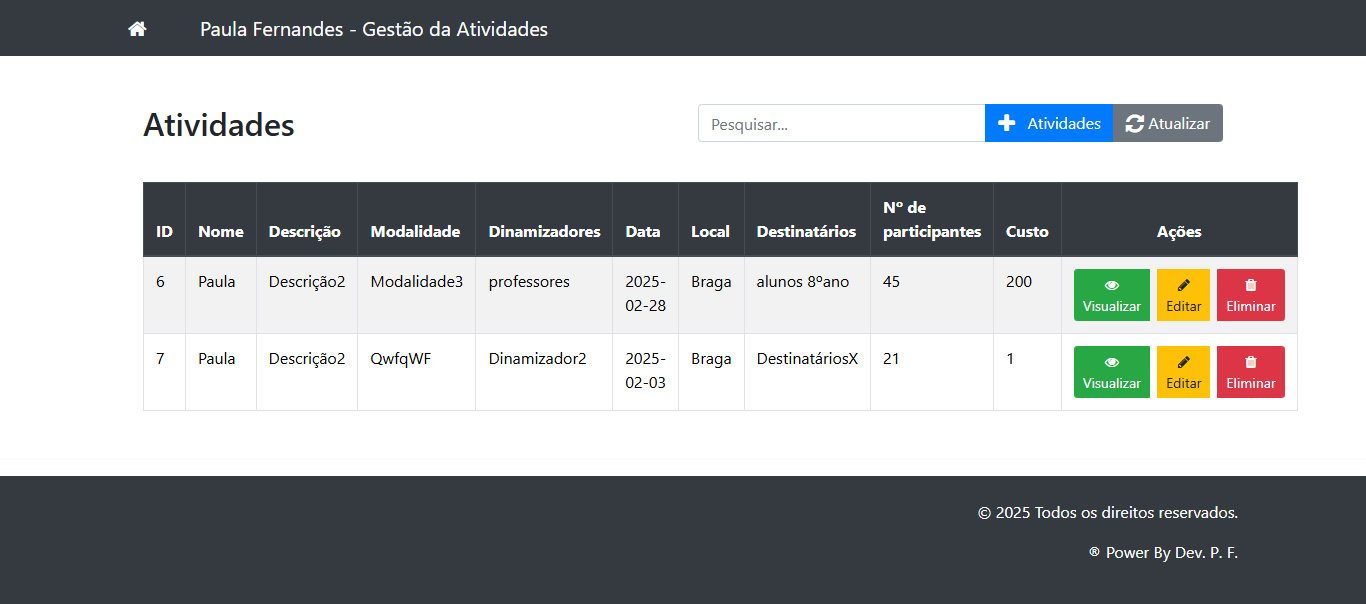 Paula Fernandes - Gestão da Atividades
Atividades
Pesquisar...
Atividades
Atualizar
ID Nome Descrição Modalidade Dinamizadores Data Local Destinatários Nº de participantes Custo Ações
6 Paula Descrição2 Modalidade3 professores 2025-02-28 Braga alunos 8ºano 45 200 Visualizar Editar Eliminar
7 Paula Descrição2 QwfqWF Dinamizador2 2025-02-03 Braga DestinatáriosX 21 1 Visualizar Editar Eliminar
© 2025 Todos os direitos reservados.
® Power By Dev. P. F.